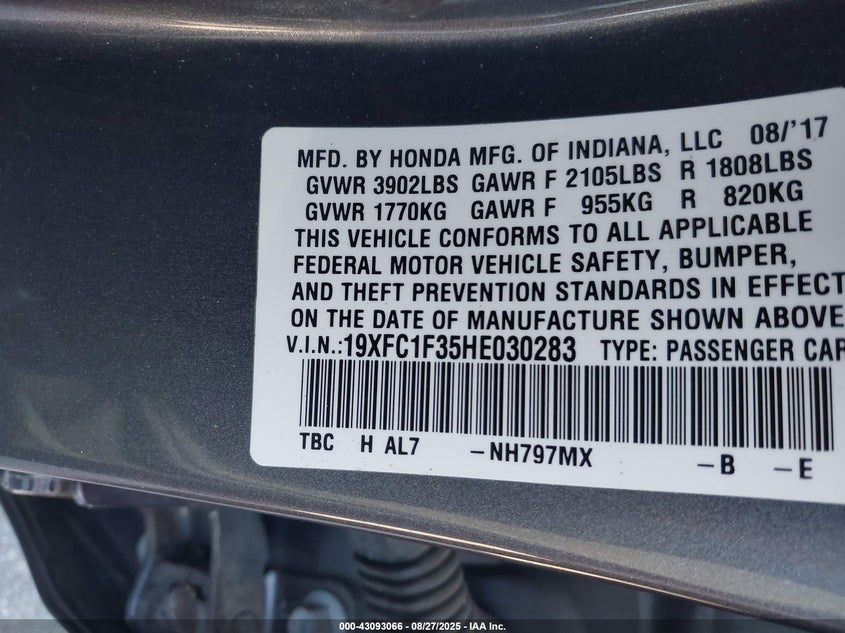 MFD. BY HONDA MFG. OF INDIANA, LLC 08/'17
GVWR 3902LBS GAWR F 2105LBS R 1808LBS
GVWR 1770KG GAWR F 955KG R 820KG
THIS VEHICLE CONFORMS TO ALL APPLICABLE
FEDERAL MOTOR VEHICLE SAFETY, BUMPER,
AND THEFT PREVENTION STANDARDS IN EFFECT
ON THE DATE OF MANUFACTURE SHOWN ABOVE
V.I.N.:19XFC1F35HE030283 TYPE: PASSENGER CAR
TBC H AL7 -NH797MX -B -E
000-43093066 - 08/27/2025 - IAA Inc.